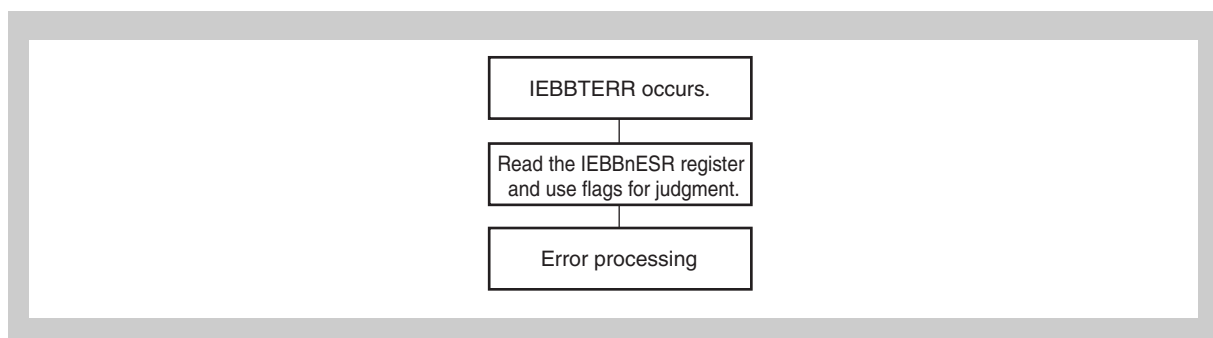 IEBBTERR occurs.
Read the IEBBnESR register
and use flags for judgment.
Error processing